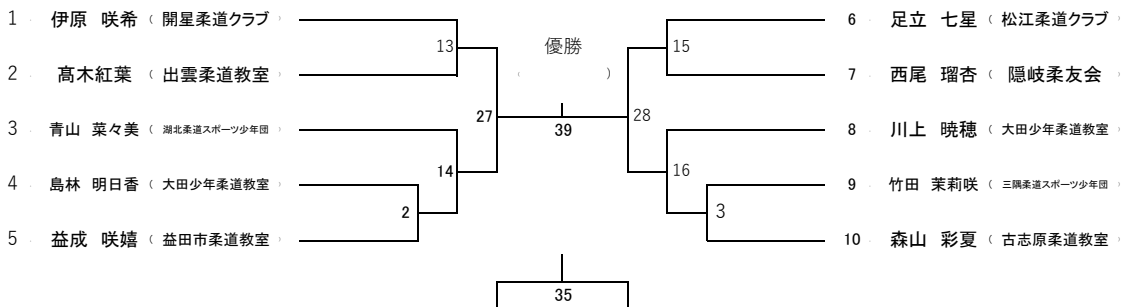 1 伊原 咲希 ( 開星柔道クラブ )
13
2 髙木紅葉 ( 出雲柔道教室 )
3 青山 菜々美 ( 湖北柔道スポーツ少年団 )
27
14
4 島林 明日香 ( 大田少年柔道教室 )
2
5 益成 咲嬉 ( 益田市柔道教室 )
優勝
( )
39
35
6 足立 七星 ( 松江柔道クラブ )
15
7 西尾 瑠杏 ( 隠岐柔友会 )
28
8 川上 暁穂 ( 大田少年柔道教室 )
16
9 竹田 茉莉咲 ( 三隅柔道スポーツ少年団 )
3
10 森山 彩夏 ( 古志原柔道教室 )